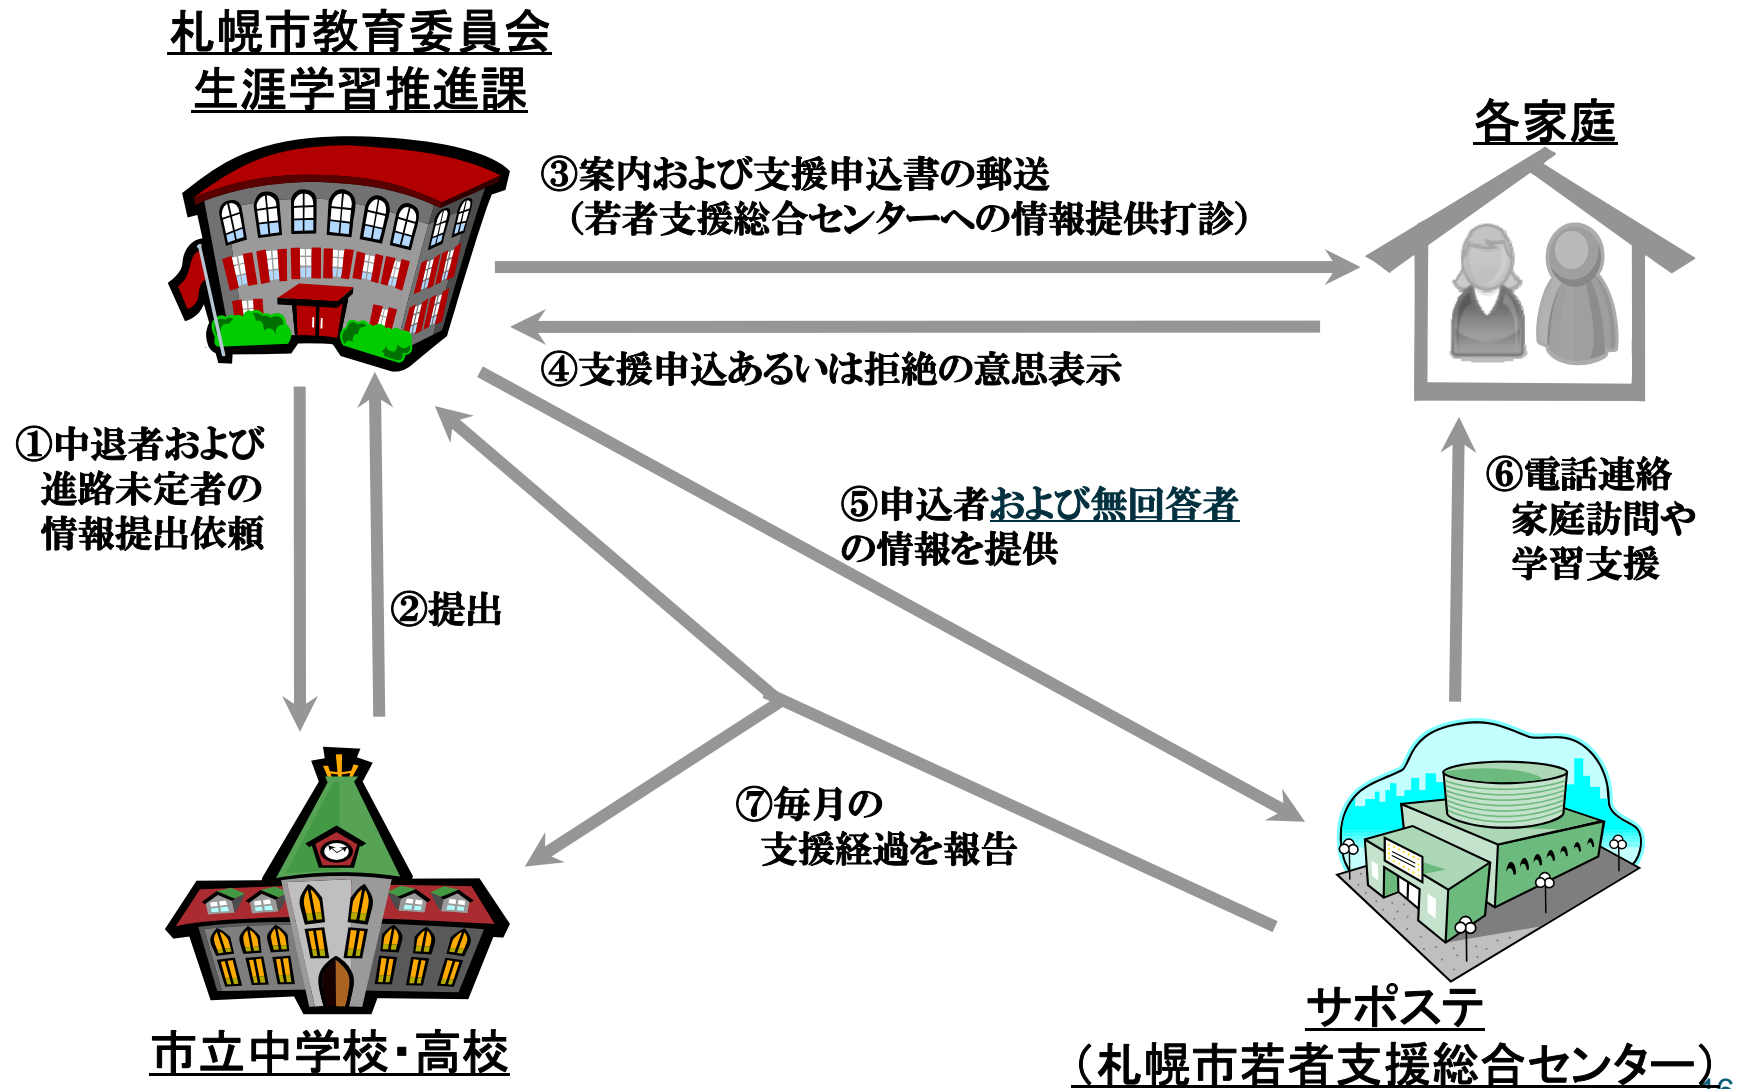 札幌市教育委員会
生涯学習推進課
各家庭
③案内および支援申込書の郵送
（若者支援総合センターへの情報提供打診）
④支援申込あるいは拒絶の意思表示
①中退者および
進路未定者の
情報提出依頼
②提出
⑤申込者および無回答者
の情報を提供
⑥電話連絡
家庭訪問や
学習支援
⑦毎月の
支援経過を報告
市立中学校・高校
サポステ
（札幌市若者支援総合センター）
16